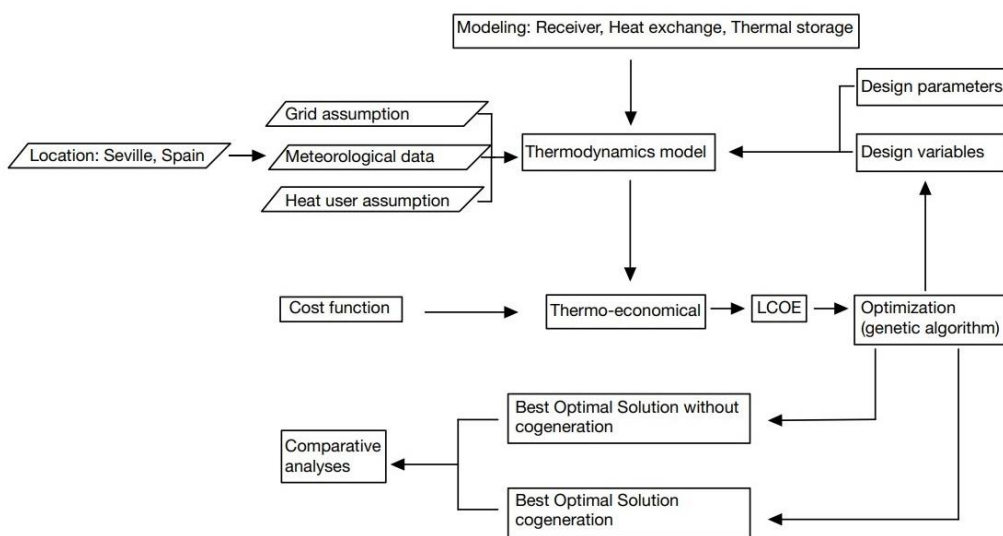 Modeling: Receiver, Heat exchange, Thermal storage
Grid assumption
Location: Seville, Spain
Meteorological data
Heat user assumption
Thermodynamics model
Design parameters
Design variables
Cost function
Thermo-economical
LCOE
Optimization
(genetic algorithm)
Best Optimal Solution without
cogeneration
Comparative
analyses
Best Optimal Solution
cogeneration